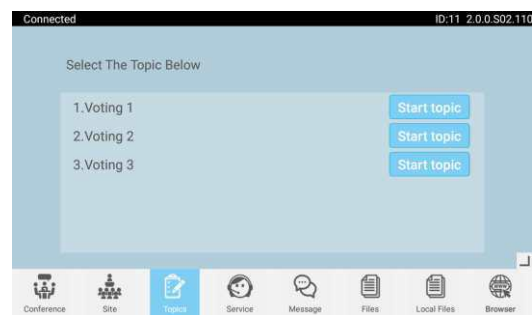 Connected ID:11 2.0.0.S02.110
Select The Topic Below
1.Voting 1 Start topic
2.Voting 2 Start topic
3.Voting 3 Start topic
Conference Site Topics Service Message Files Local Files Browser